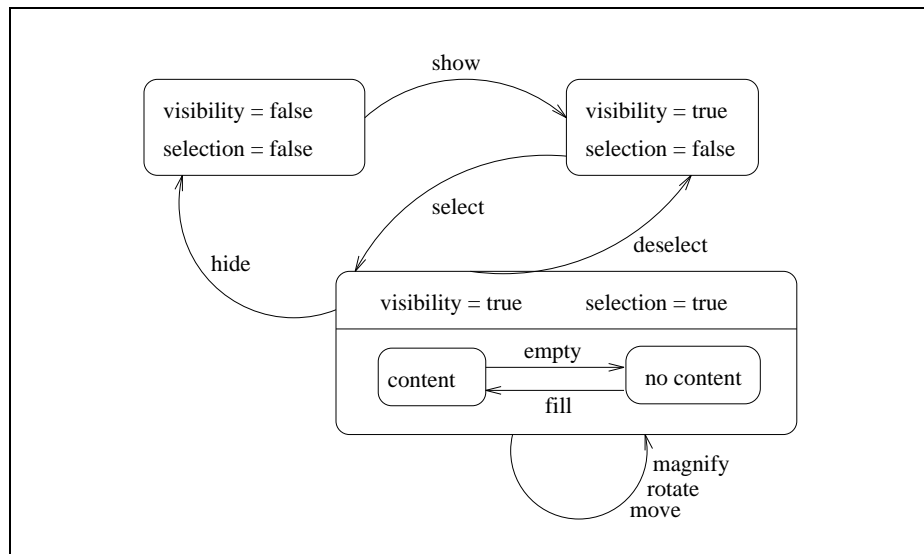 show
visibility = false
selection = false
visibility = true
selection = false
select
deselect
hide
visibility = true selection = true
empty
content
no content
fill
magnify
rotate
move